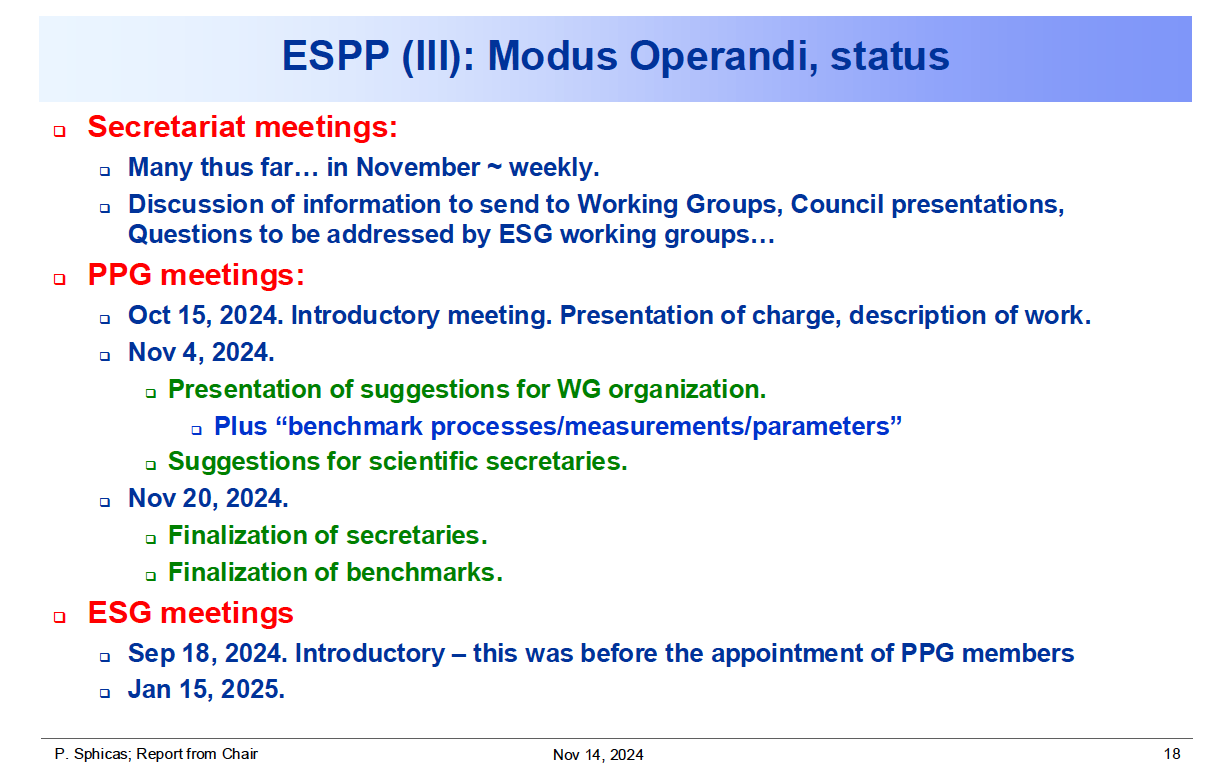 ESPP (III): Modus Operandi, status
Secretariat meetings:
Many thus far… in November ~ weekly.
Discussion of information to send to Working Groups, Council presentations,
Questions to be addressed by ESG working groups…
PPG meetings:
Oct 15, 2024. Introductory meeting. Presentation of charge, description of work.
Nov 4, 2024.
Presentation of suggestions for WG organization.
Plus “benchmark processes/measurements/parameters”
Suggestions for scientific secretaries.
Nov 20, 2024.
Finalization of secretaries.
Finalization of benchmarks.
ESG meetings
Sep 18, 2024. Introductory – this was before the appointment of PPG members
Jan 15, 2025.
P. Sphicas; Report from Chair
Nov 14, 2024
18